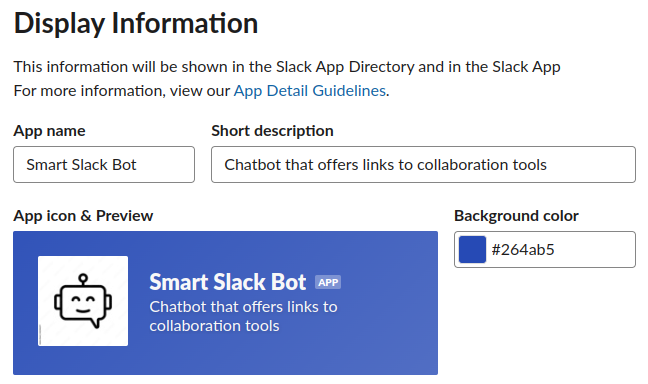 Display Information
This information will be shown in the Slack App Directory and in the Slack App
For more information, view our App Detail Guidelines.
App name
Short description
Smart Slack Bot
Chatbot that offers links to collaboration tools
App icon & Preview
Background color
#264ab5
Smart Slack Bot APP
Chatbot that offers links to
collaboration tools